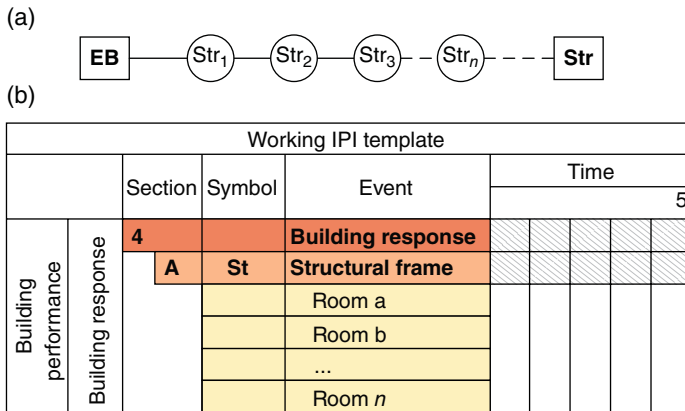 (a)
EB Str1 Str2 Str3 Strn Str
(b)
Working IPI template
Section Symbol Event Time
5
Building performance
Building response
4 Building response
A St Structural frame
Room a
Room b
...
Room n